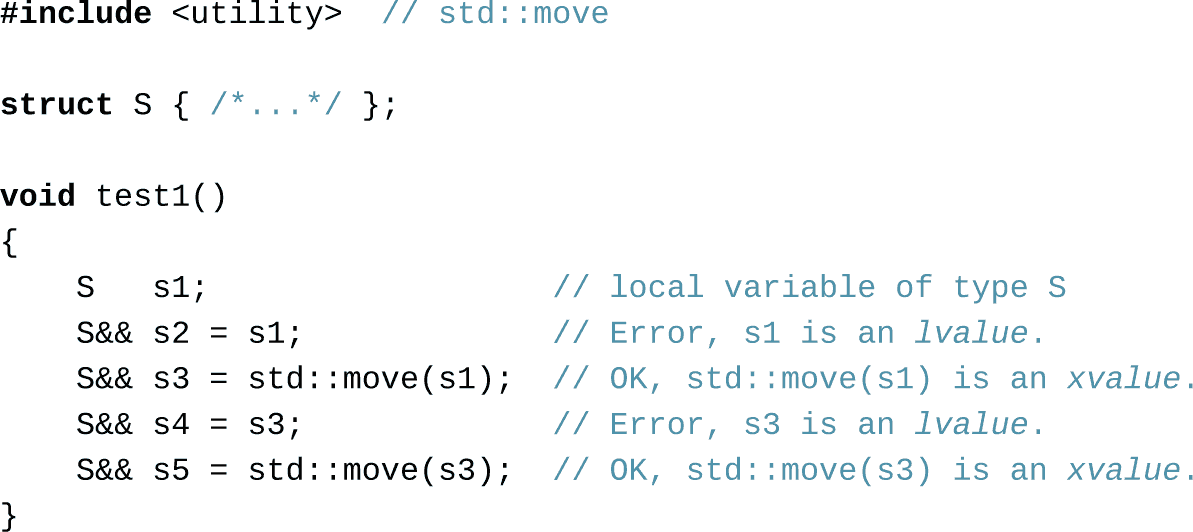 #include <utility>  // std::move
struct S { /*...*/ };
void test1()
{
    S   s1;                  // local variable of type S
    S&& s2 = s1;             // Error, s1 is an lvalue.
    S&& s3 = std::move(s1);  // OK, std::move(s1) is an xvalue.
    S&& s4 = s3;             // Error, s3 is an lvalue.
    S&& s5 = std::move(s3);  // OK, std::move(s3) is an xvalue.
}